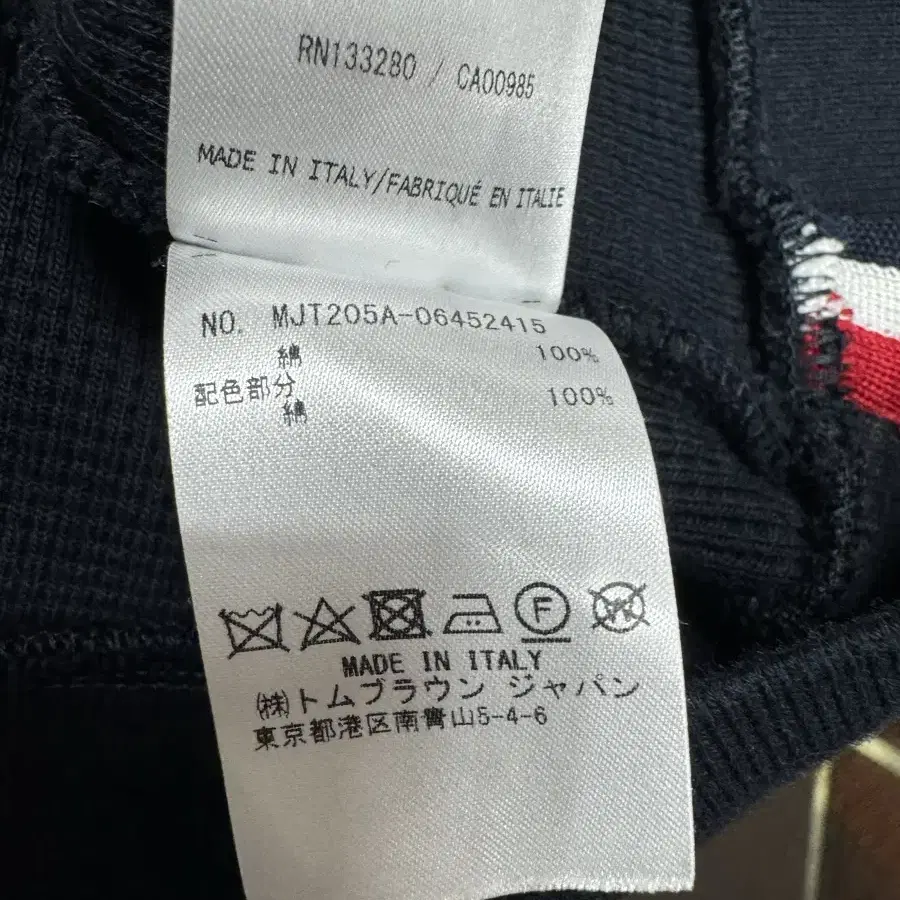 RN133280 / CA00985
MADE IN ITALY/FABRIQUÉ EN ITALIE
NO. MJT205A-06452415
綿 100%
配色部分 100%
綿
F
W
MADE IN ITALY
㈱トムブラウン ジャパン
東京都港区南青山5-4-6